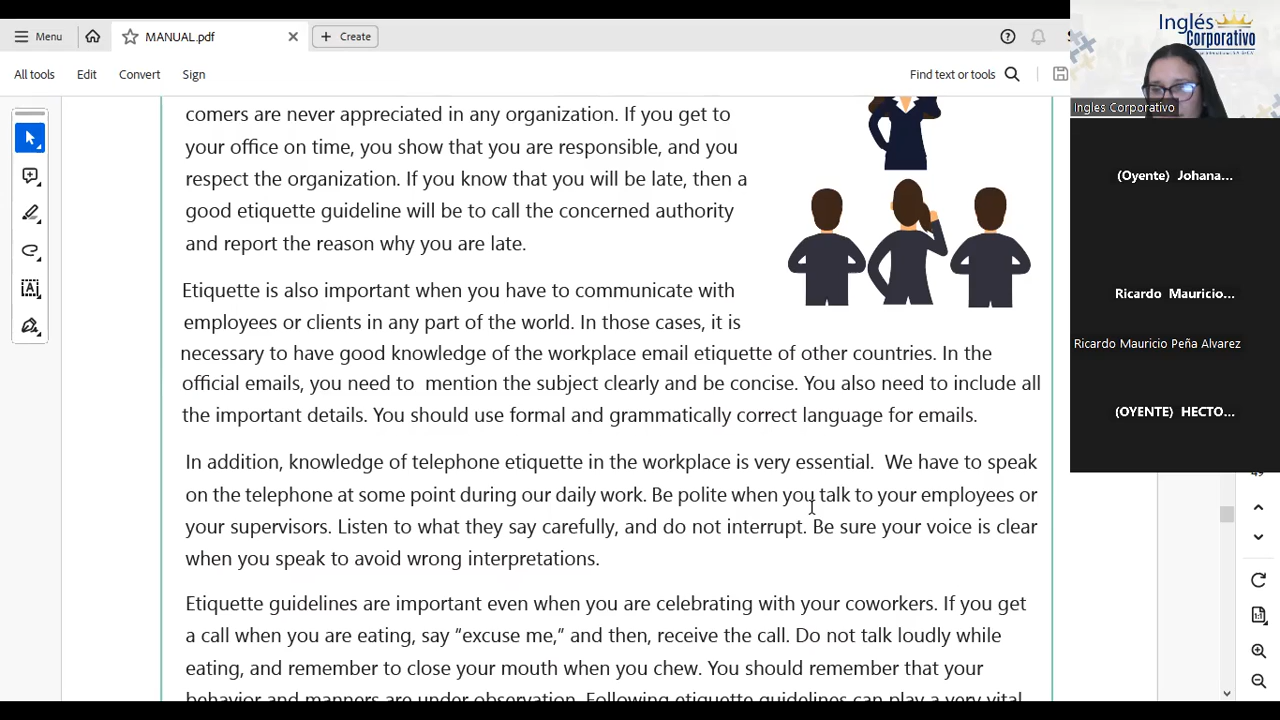 Menu
MANUAL.pdf
Create
All tools
Edit
Convert
Sign
Find text or tools
Inglés
Corporativo
Ingles Corporativo
(Oyente) Johana...
Ricardo Mauricio...
Ricardo Mauricio Peña Alvarez
(OYENTE) HECTO...
comers are never appreciated in any organization. If you get to
your office on time, you show that you are responsible, and you
respect the organization. If you know that you will be late, then a
good etiquette guideline will be to call the concerned authority
and report the reason why you are late.
Etiquette is also important when you have to communicate with
employees or clients in any part of the world. In those cases, it is
necessary to have good knowledge of the workplace email etiquette of other countries. In the
official emails, you need to mention the subject clearly and be concise. You also need to include all
the important details. You should use formal and grammatically correct language for emails.
In addition, knowledge of telephone etiquette in the workplace is very essential. We have to speak
on the telephone at some point during our daily work. Be polite when you talk to your employees or
your supervisors. Listen to what they say carefully, and do not interrupt. Be sure your voice is clear
when you speak to avoid wrong interpretations.
Etiquette guidelines are important even when you are celebrating with your coworkers. If you get
a call when you are eating, say “excuse me,” and then, receive the call. Do not talk loudly while
eating, and remember to close your mouth when you chew. You should remember that your
behavior and manners are under observation. Following etiquette guidelines can play a very vital